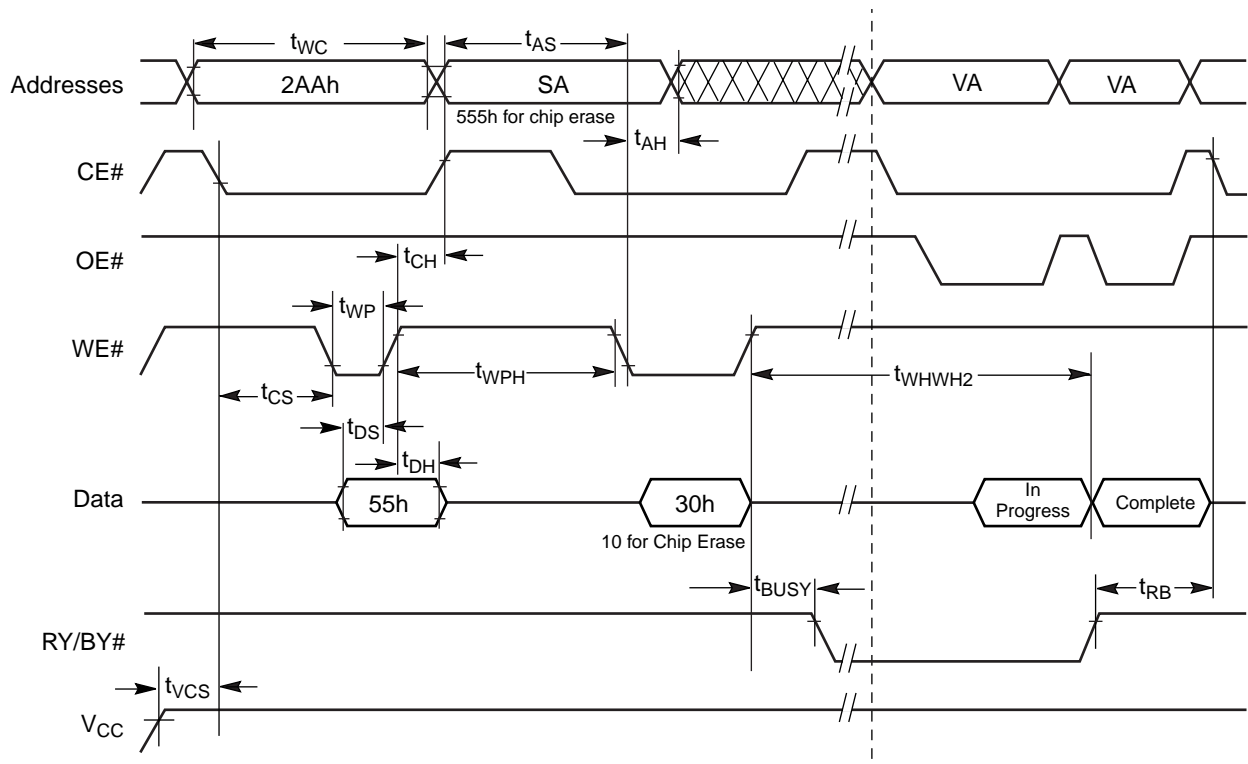 tWC
tAS
Addresses
2AAh
SA
VA
VA
555h for chip erase
tAH
CE#
OE#
tCH
tWP
WE#
tWPH
tWHWH2
tCS
tDS
tDH
Data
55h
30h
In
Progress
Complete
10 for Chip Erase
tBUSY
tRB
RY/BY#
tVCS
VCC